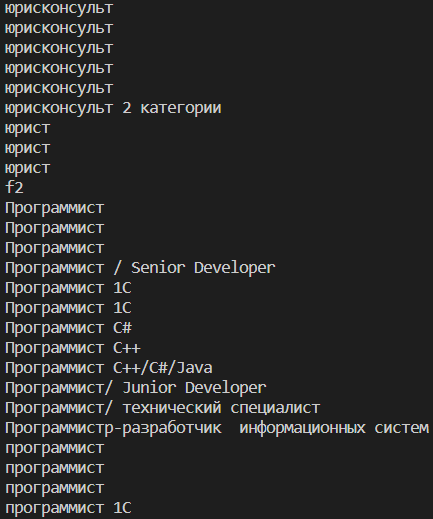 юрисконсульт
юрисконсульт
юрисконсульт
юрисконсульт
юрисконсульт
юрисконсульт 2 категории
юрист
юрист
юрист
f2
Программист
Программист
Программист
Программист / Senior Developer
Программист 1С
Программист 1С
Программист C#
Программист C++
Программист C++/C#/Java
Программист/ Junior Developer
Программист/ технический специалист
Программистр-разработчик  информационных систем
программист
программист
программист
программист 1С